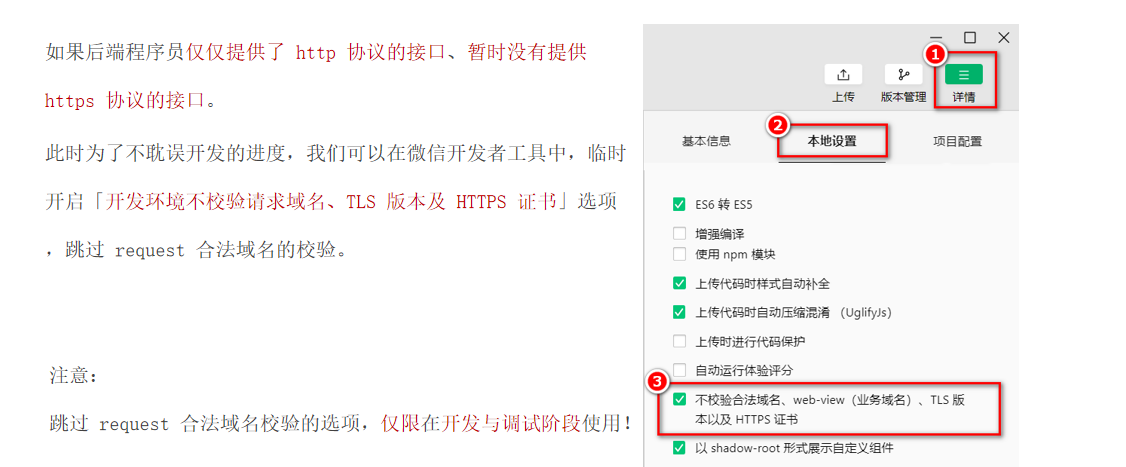 如果后端程序员仅仅提供了 http 协议的接口、暂时没有提供
https 协议的接口。
此时为了不耽误开发的进度，我们可以在微信开发者工具中，临时
开启「开发环境不校验请求域名、TLS 版本及 HTTPS 证书」选项
，跳过 request 合法域名的校验。
注意：
跳过 request 合法域名校验的选项，仅限在开发与调试阶段使用！
1
上传
版本管理
详情
2
基本信息
本地设置
项目配置
ES6 转 ES5
增强编译
使用 npm 模块
上传代码时样式自动补全
上传代码时自动压缩混淆 （UglifyJs）
上传时进行代码保护
自动运行体验评分
3
不校验合法域名、web-view（业务域名）、TLS 版
本以及 HTTPS 证书
以 shadow-root 形式展示自定义组件